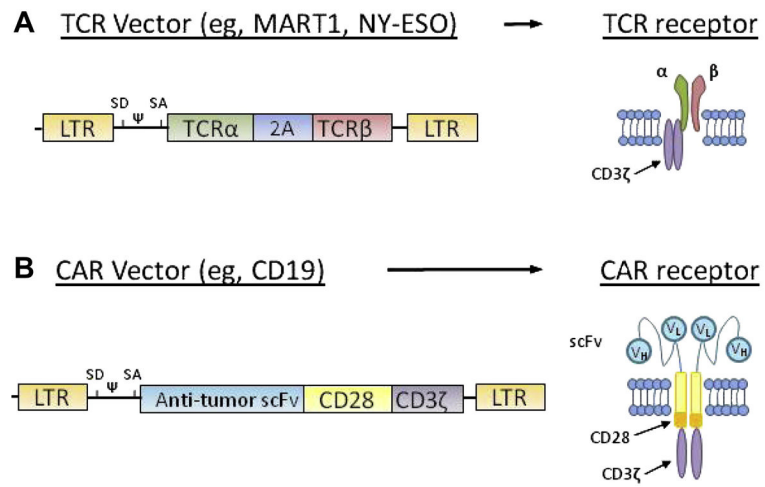 A TCR Vector (eg, MART1, NY-ESO) TCR receptor
α β
SD ψ SA
LTR TCRα 2A TCRβ LTR
CD3ζ
B CAR Vector (eg, CD19) CAR receptor
scFv VH VL VL VH
SD ψ SA
LTR Anti-tumor scFv CD28 CD3ζ LTR
CD28
CD3ζ